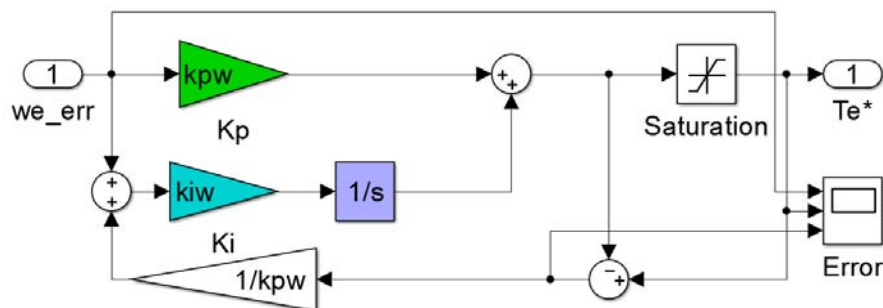 1
we_err
kpw
Kp
+
+
Saturation
1
Te*
+
+
kiw
Ki
1/s
1/kpw
−
+
Error